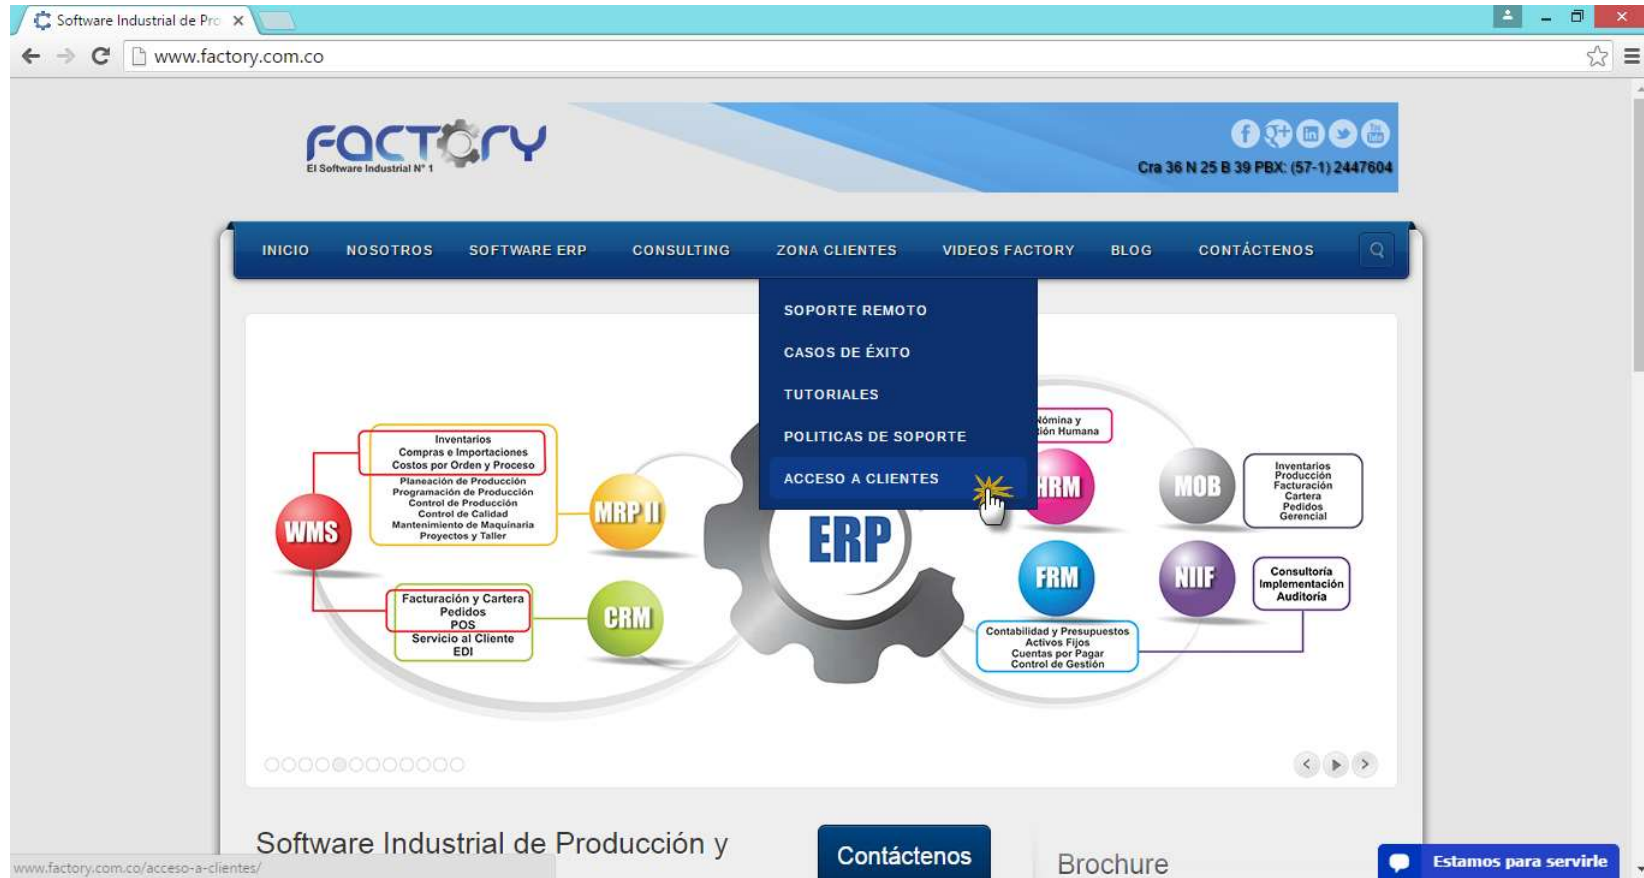 Software Industrial de Pro
www.factory.com.co
FACTORY
El Software Industrial N° 1
Cra 36 N 25 B 39 PBX: (57-1) 2447604
INICIO NOSOTROS SOFTWARE ERP CONSULTING ZONA CLIENTES VIDEOS FACTORY BLOG CONTÁCTENOS
SOPORTE REMOTO
CASOS DE ÉXITO
TUTORIALES
POLITICAS DE SOPORTE
ACCESO A CLIENTES
WMS
Inventarios
Compras e Importaciones
Costos por Orden y Proceso
Planeación de Producción
Programación de Producción
Control de Producción
Control de Calidad
Mantenimiento de Maquinaria
Proyectos y Taller
MRP II
Facturación y Cartera
Pedidos
POS
Servicio al Cliente
EDI
CRM
ERP
Nómina y
ión Humana
HRM
MOB
Inventarios
Producción
Facturación
Cartera
Pedidos
Gerencial
FRM
Contabilidad y Presupuestos
Activos Fijos
Cuentas por Pagar
Control de Gestión
NIIF
Consultoría
Implementación
Auditoría
Software Industrial de Producción y
Contáctenos
Brochure
Estamos para servirle
www.factory.com.co/acceso-a-clientes/